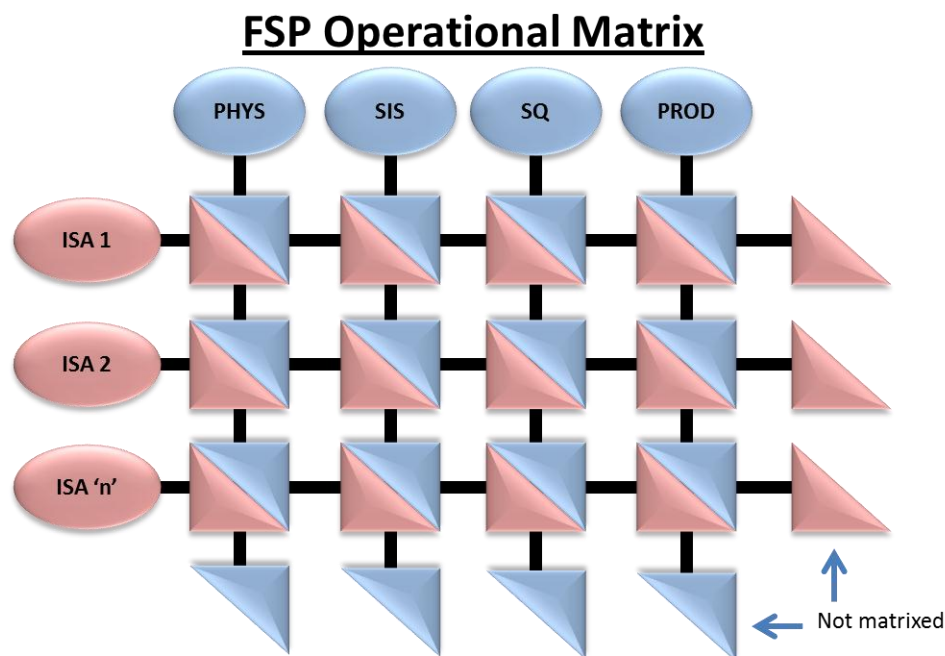 FSP Operational Matrix
PHYS
SIS
SQ
PROD
ISA 1
ISA 2
ISA ‘n’
Not matrixed